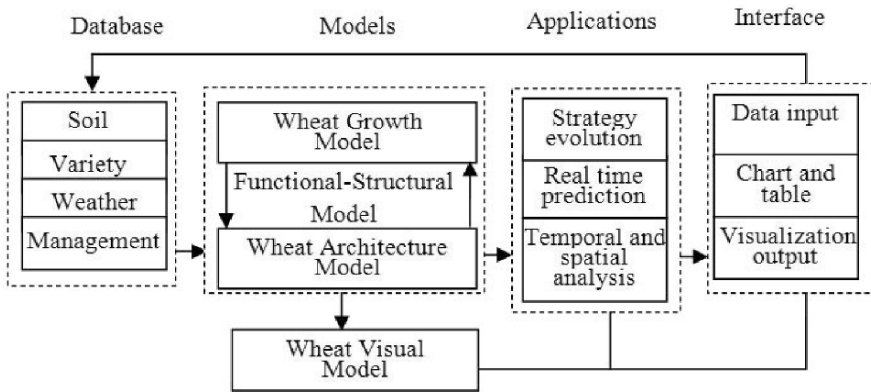 Database
Models
Applications
Interface
Soil
Variety
Weather
Management
Wheat Growth
Model
Functional-Structural
Model
Wheat Architecture
Model
Wheat Visual
Model
Strategy
evolution
Real time
prediction
Temporal and
spatial
analysis
Data input
Chart and
table
Visualization
output